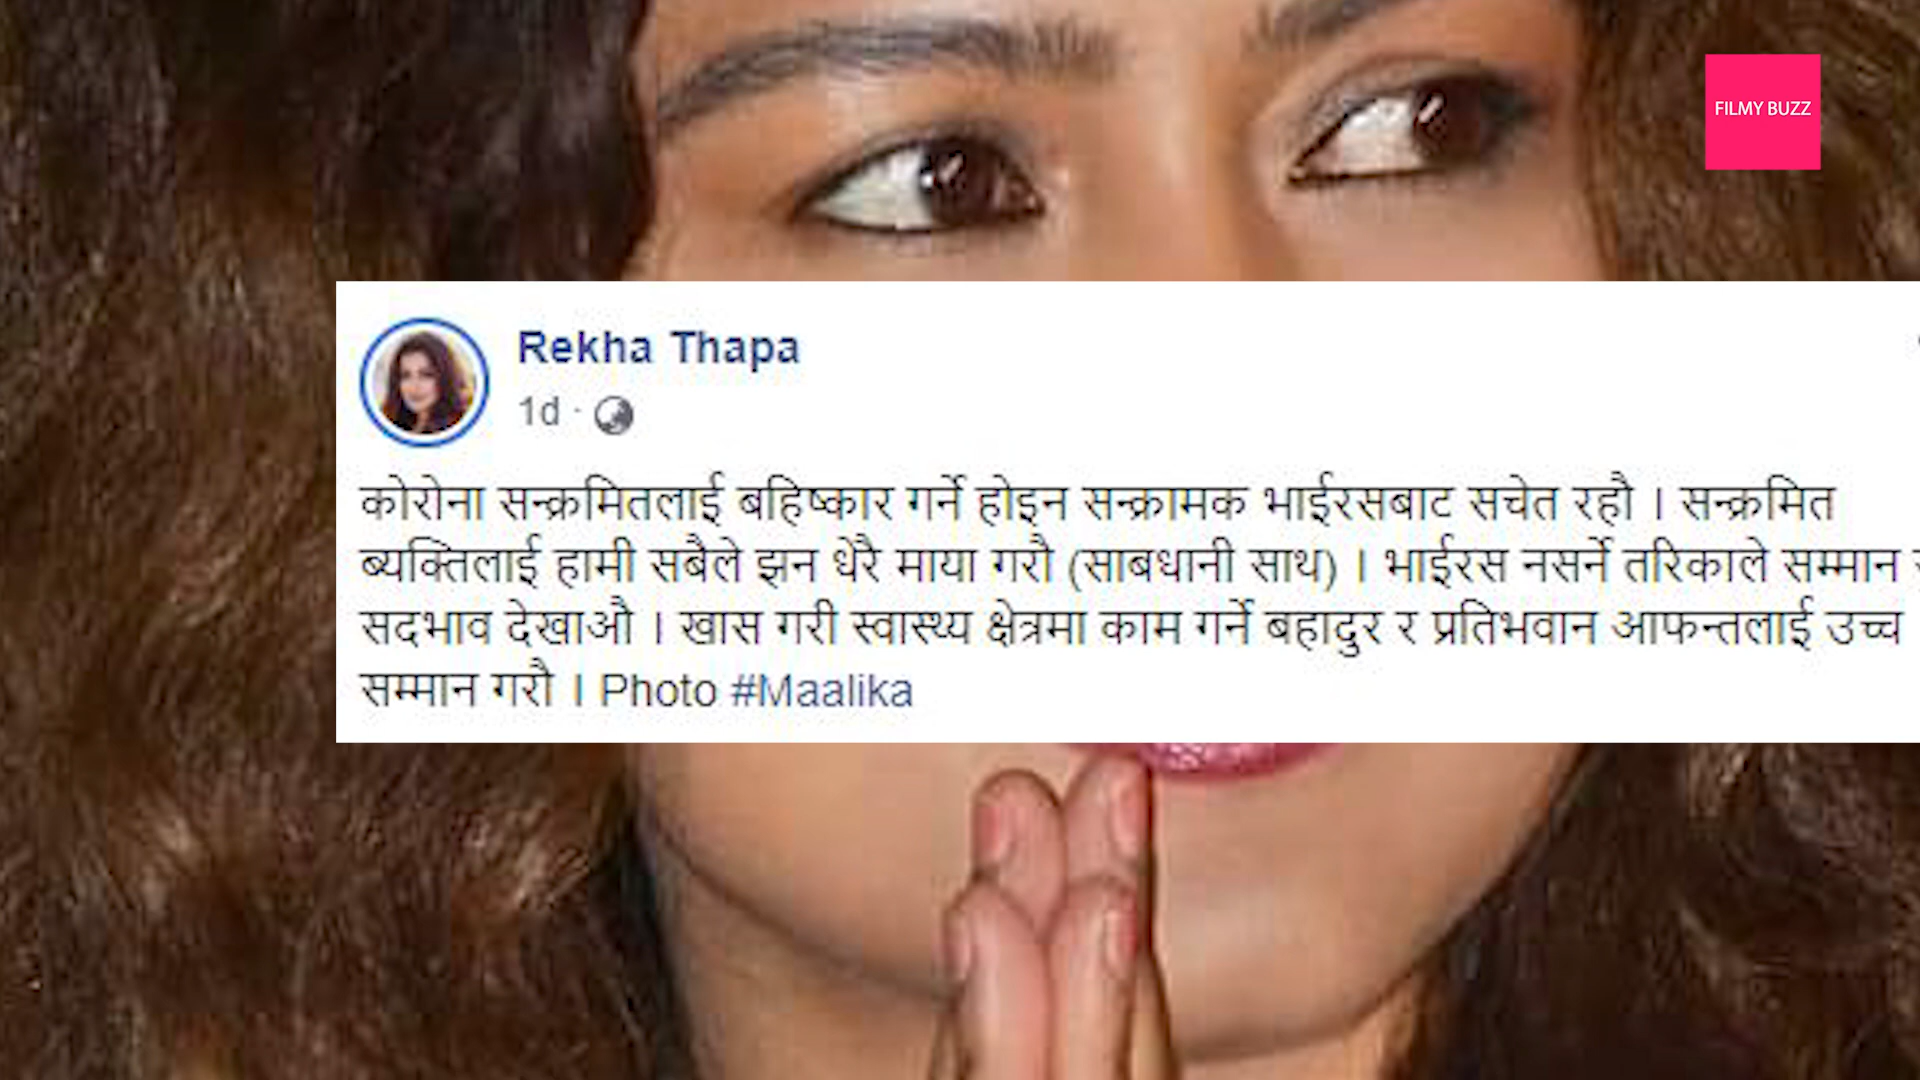 FILMY BUZZ
Rekha Thapa
1d ·
कोरोना सन्क्रमितलाई बहिष्कार गर्ने होइन सन्क्रामक भाईरसबाट सचेत रहौ । सन्क्रमित
ब्यक्तिलाई हामी सबैले झन धेरै माया गरौ (साबधानी साथ) । भाईरस नसर्ने तरिकाले सम्मान
सदभाव देखाऔ । खास गरी स्वास्थ्य क्षेत्रमा काम गर्ने बहादुर र प्रतिभवान आफन्तलाई उच्च
सम्मान गरौ । Photo #Maalika